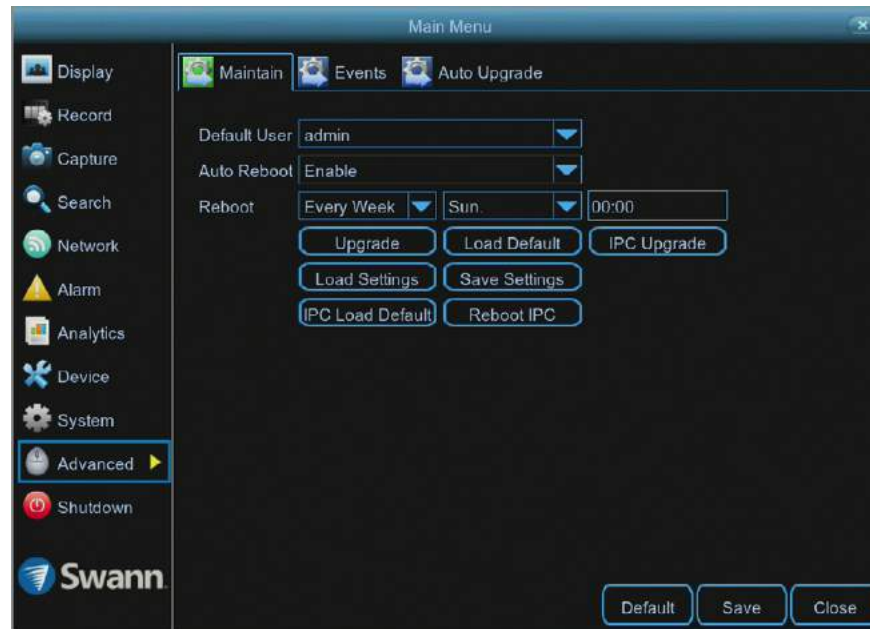 Main Menu
Display
Record
Capture
Search
Network
Alarm
Analytics
Device
System
Advanced
Shutdown
Swann
Maintain Events Auto Upgrade
Default User admin
Auto Reboot Enable
Reboot Every Week Sun. 00:00
Upgrade Load Default IPC Upgrade
Load Settings Save Settings
IPC Load Default Reboot IPC
Default Save Close